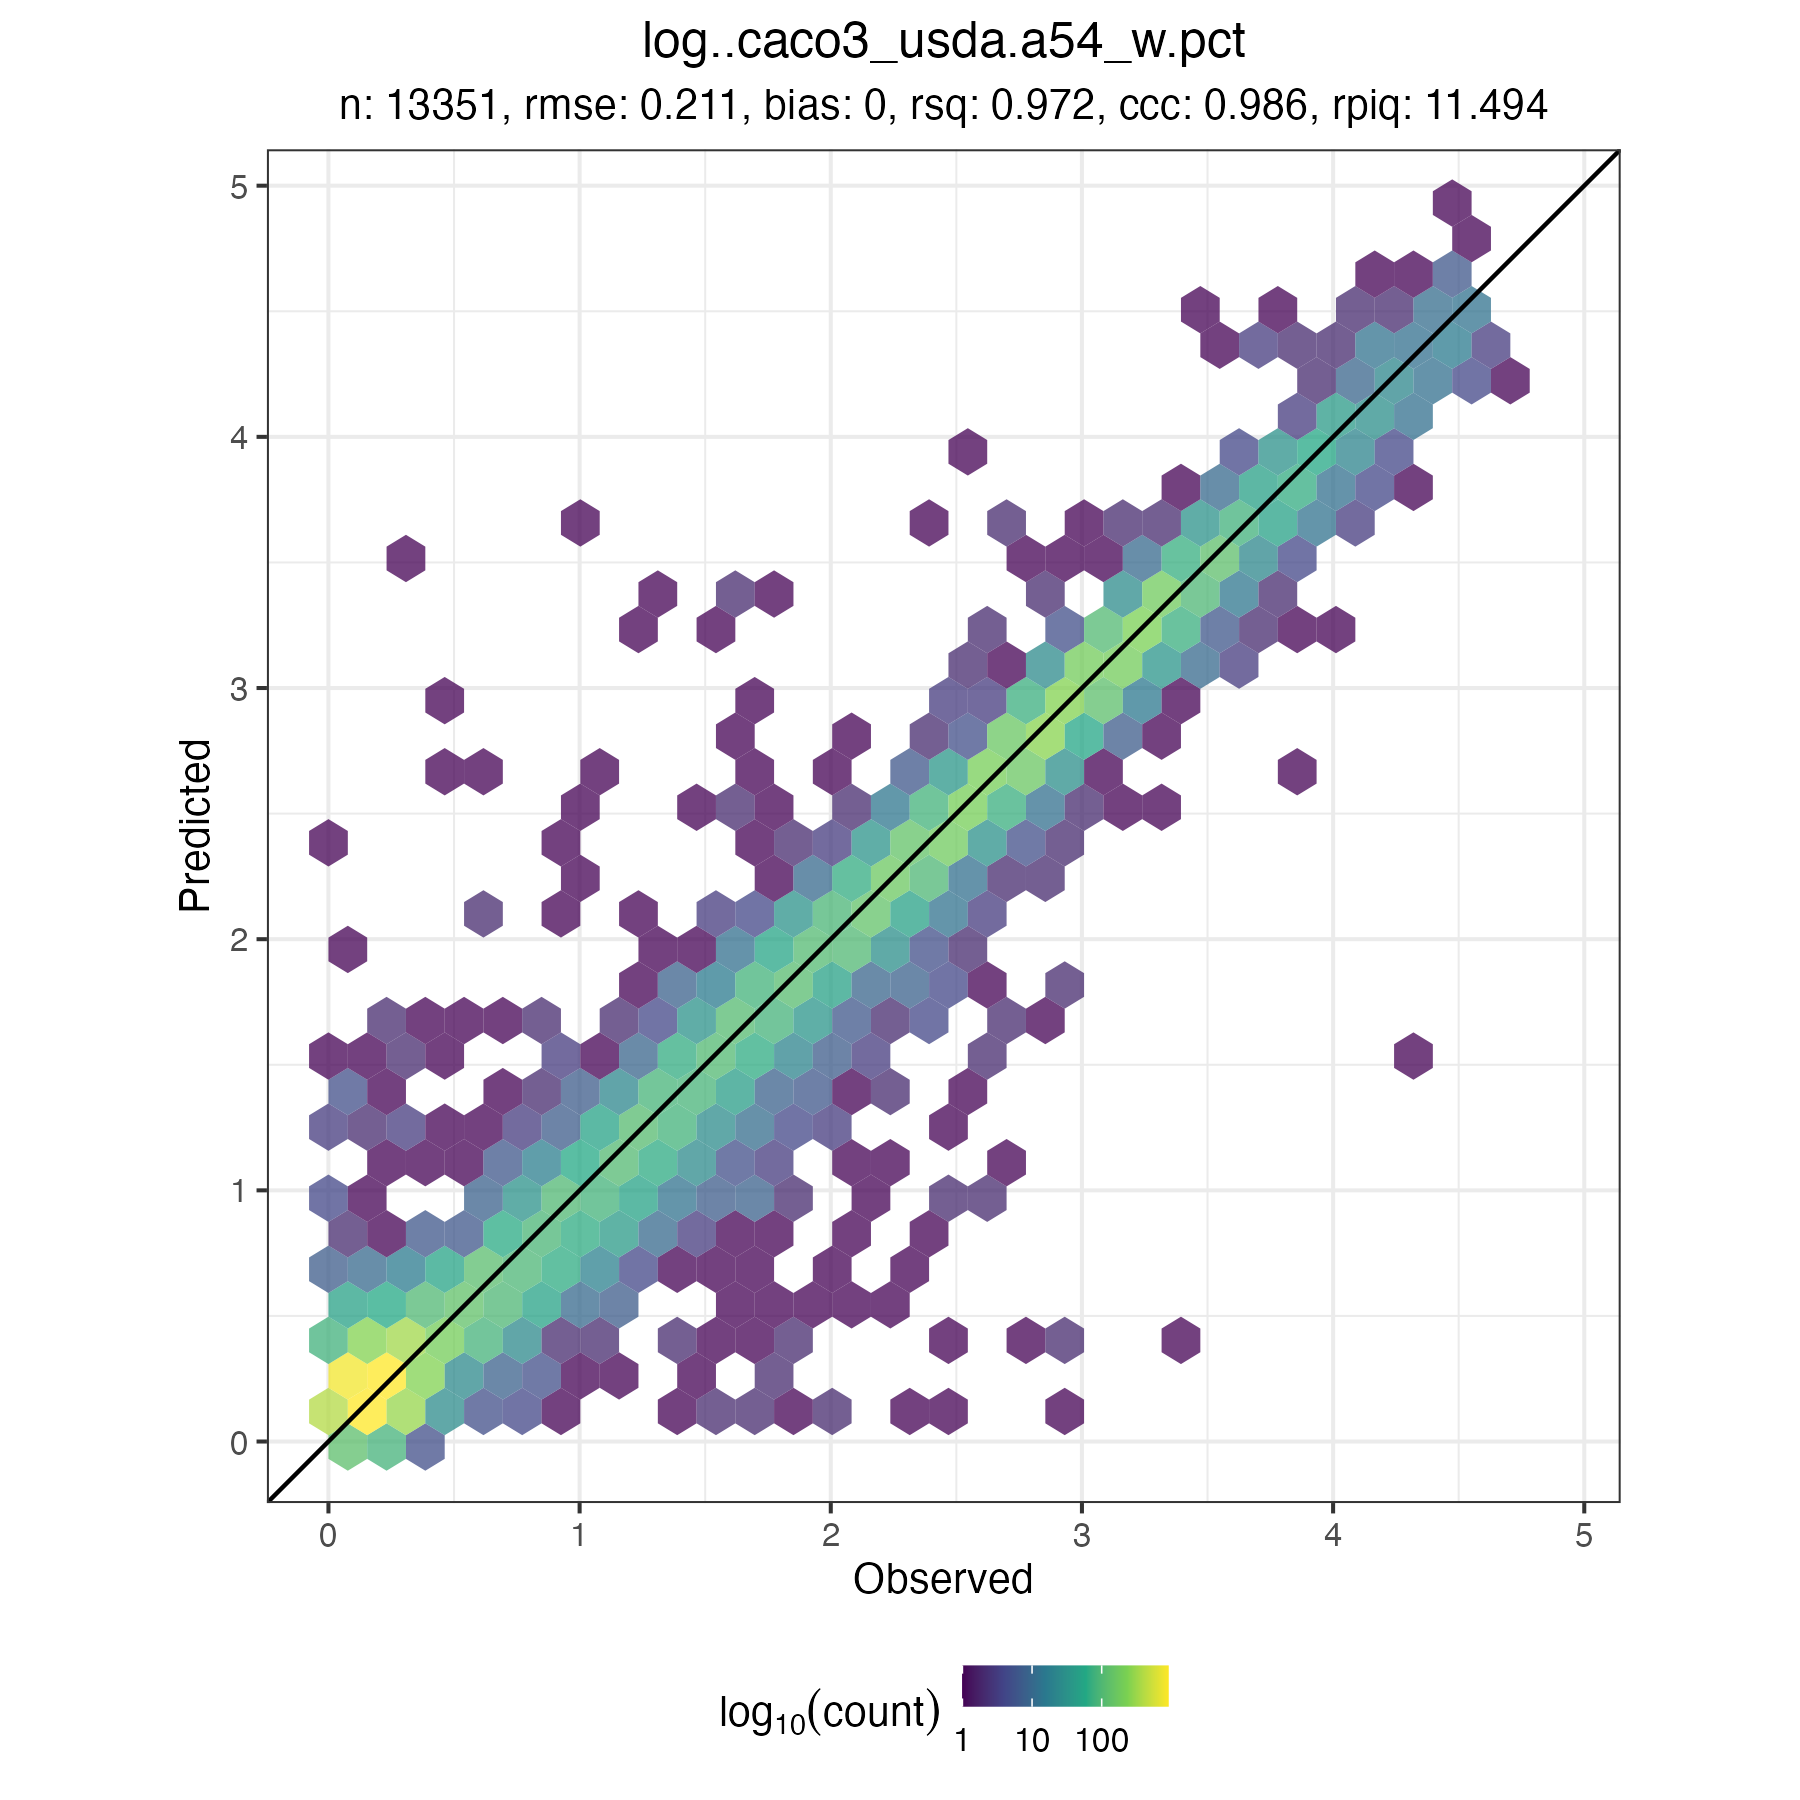 log..caco3_usda.a54_w.pct
n: 13351, rmse: 0.211, bias: 0, rsq: 0.972, ccc: 0.986, rpiq: 11.494
5
4
3
2
1
0
Predicted
0 1 2 3 4 5
Observed
log₁₀(count)
1 10 100